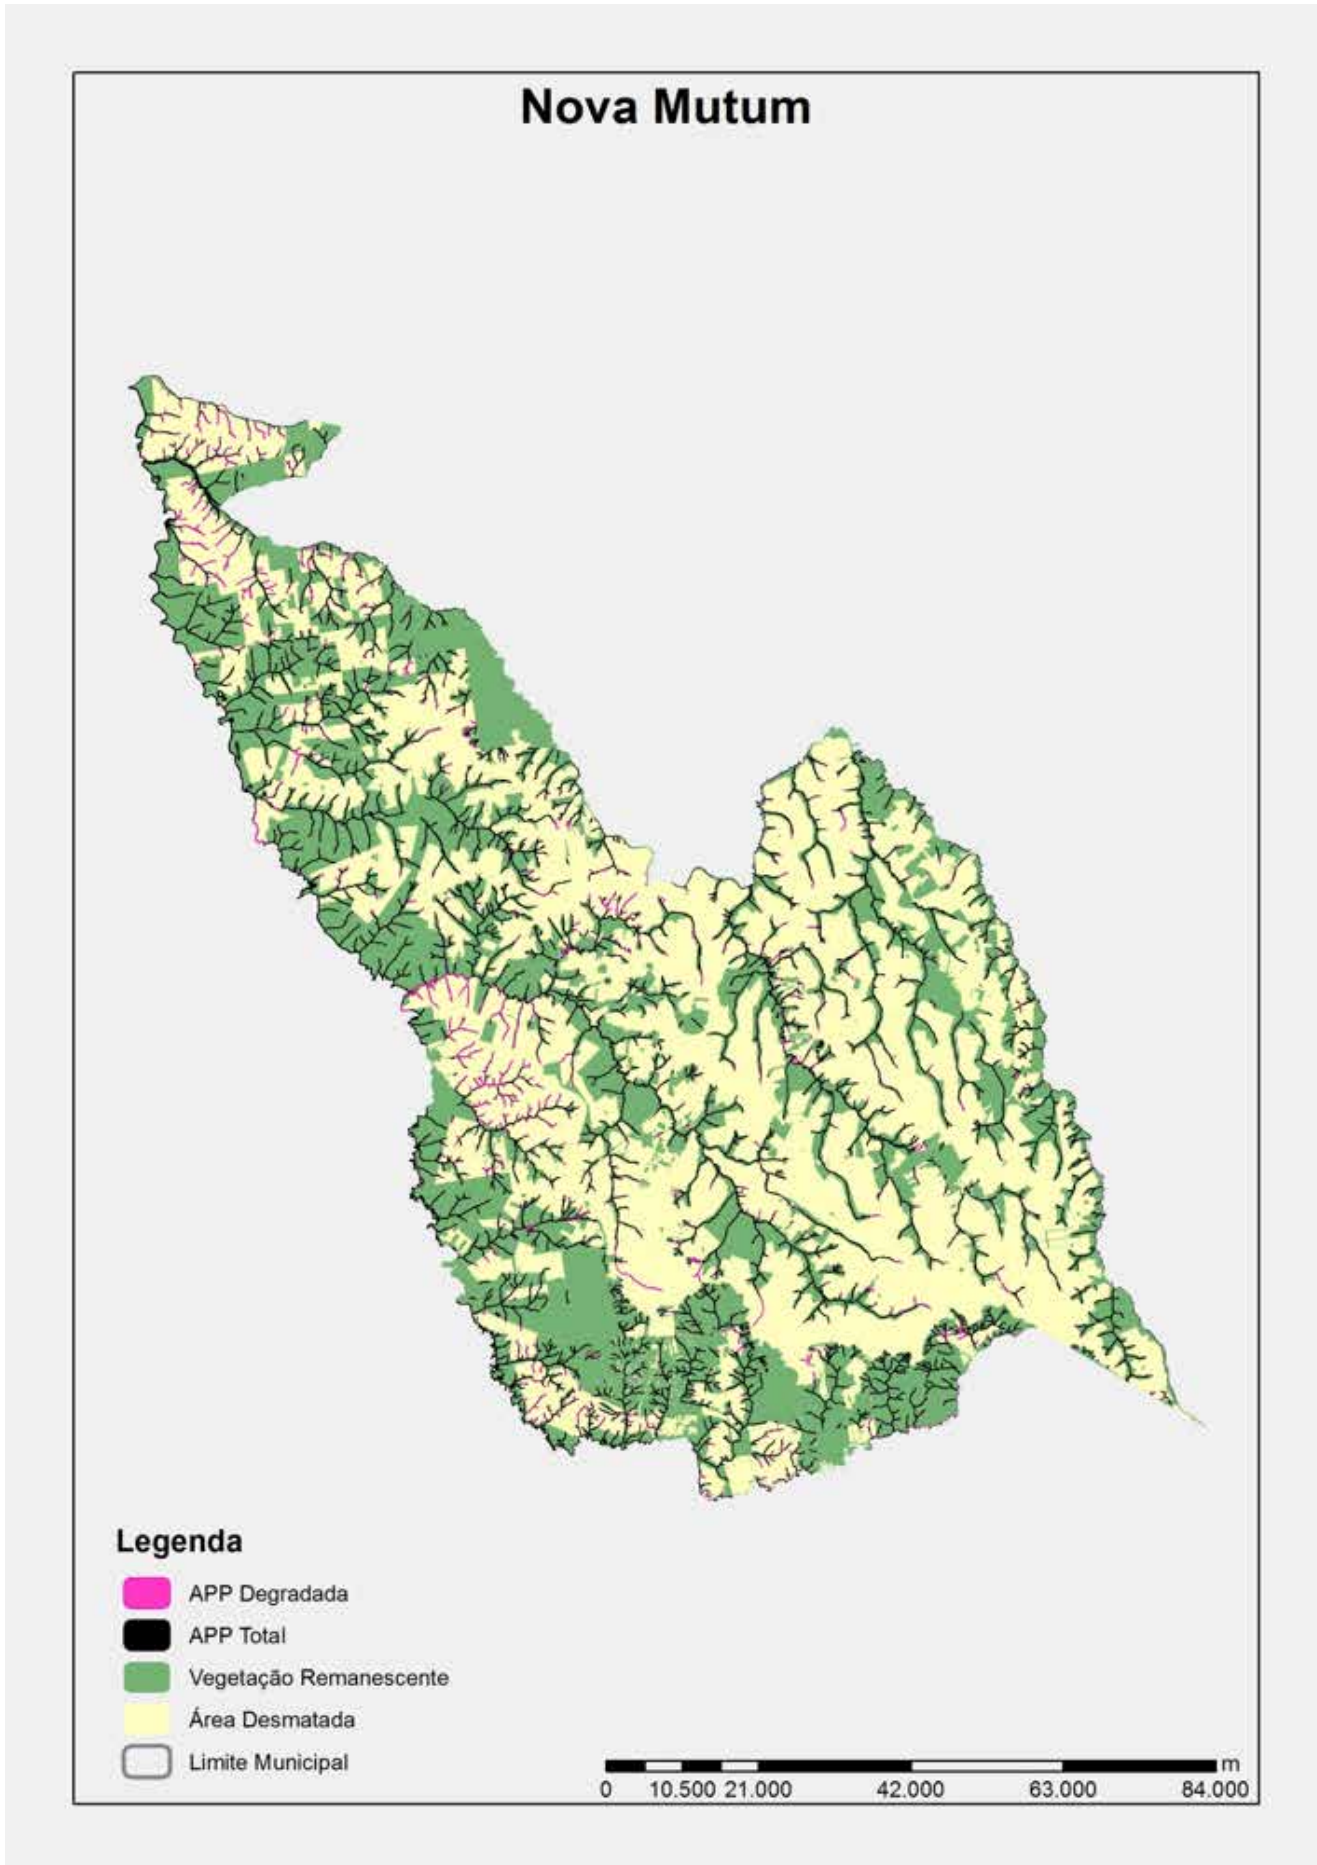 Nova Mutum
Legenda
APP Degradada
APP Total
Vegetação Remanescente
Área Desmatada
Limite Municipal
m
0 10.500 21.000 42.000 63.000 84.000